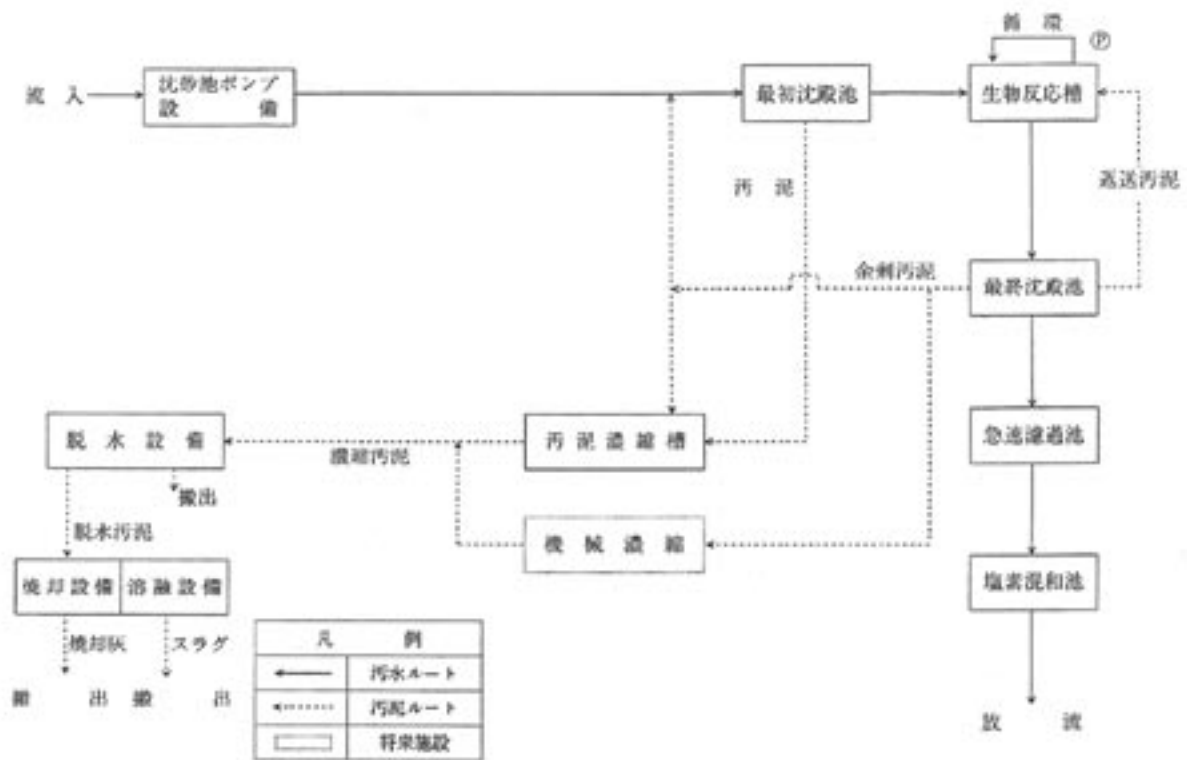 循環
Ⓟ
流入
沈砂池ポンプ
設備
最初沈殿池
生物反応槽
汚泥
返送汚泥
余剰汚泥
最終沈殿池
脱水設備
汚泥濃縮槽
急速濾過池
濃縮汚泥
搬出
脱水汚泥
機械濃縮
焼却設備
溶融設備
塩素混和池
焼却灰
スラグ
搬出
搬出
凡例
汚水ルート
汚泥ルート
将来施設
放流